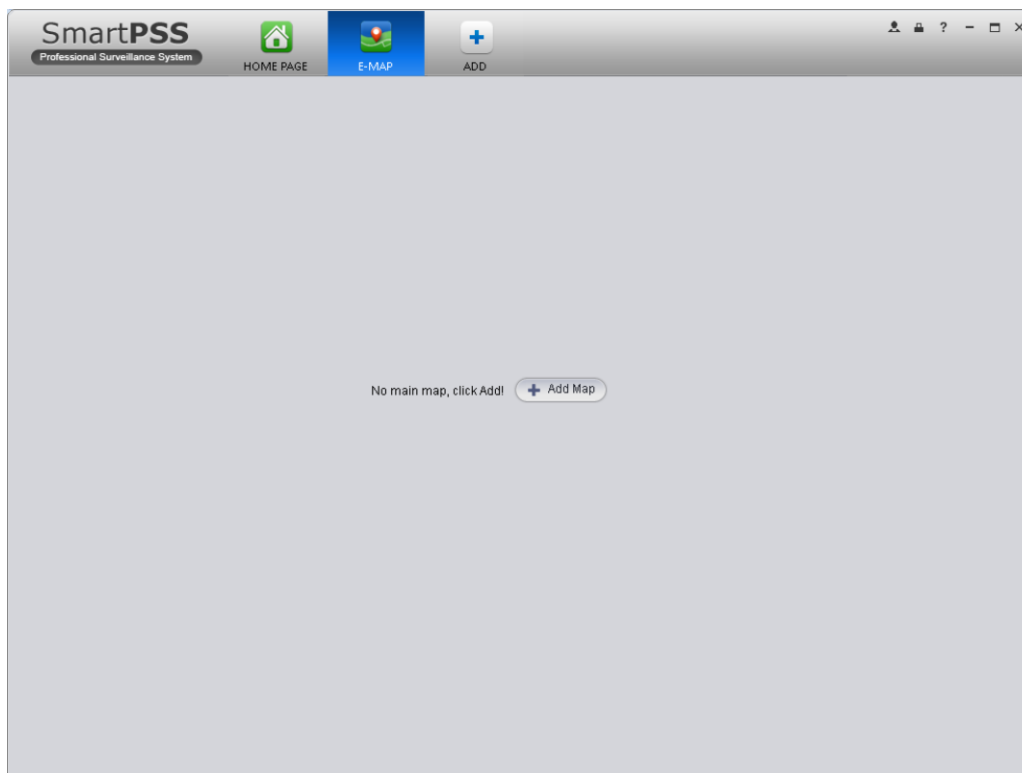 SmartPSS
Professional Surveillance System
HOME PAGE
E-MAP
ADD
?
No main map, click Add!
Add Map